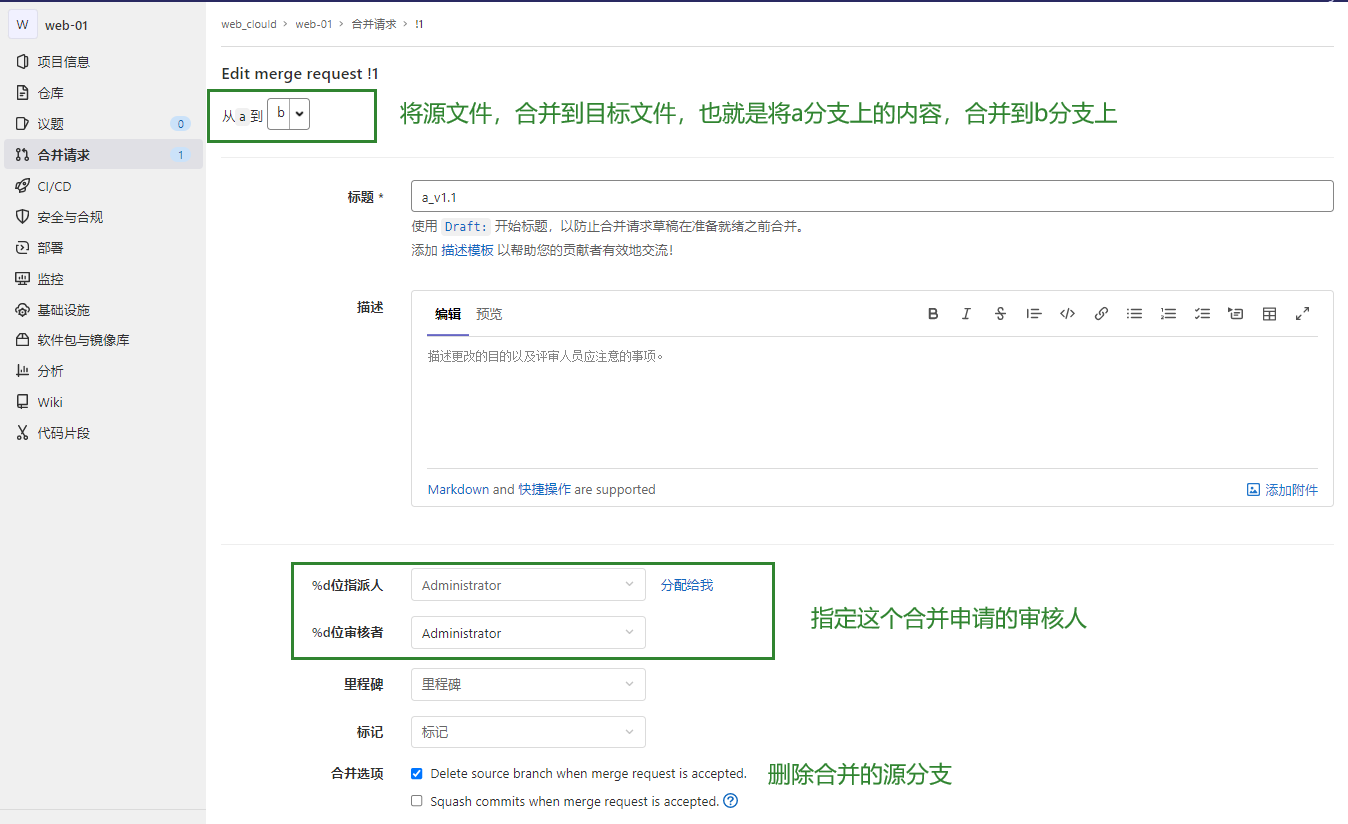 W web-01
web_clould › web-01 › 合并请求 › !1
项目信息
仓库
议题 0
合并请求 1
CI/CD
安全与合规
部署
监控
基础设施
软件包与镜像库
分析
Wiki
代码片段
Edit merge request !1
从 a 到 b
将源文件，合并到目标文件，也就是将a分支上的内容，合并到b分支上
标题 *
a_v1.1
使用 Draft: 开始标题，以防止合并请求草稿在准备就绪之前合并。
添加 描述模板 以帮助您的贡献者有效地交流!
描述
编辑 预览
描述更改的目的以及评审人员应注意的事项。
Markdown and 快捷操作 are supported
添加附件
%d位指派人 Administrator 分配给我
%d位审核者 Administrator
指定这个合并申请的审核人
里程碑 里程碑
标记 标记
合并选项 Delete source branch when merge request is accepted.
删除合并的源分支
Squash commits when merge request is accepted. ?